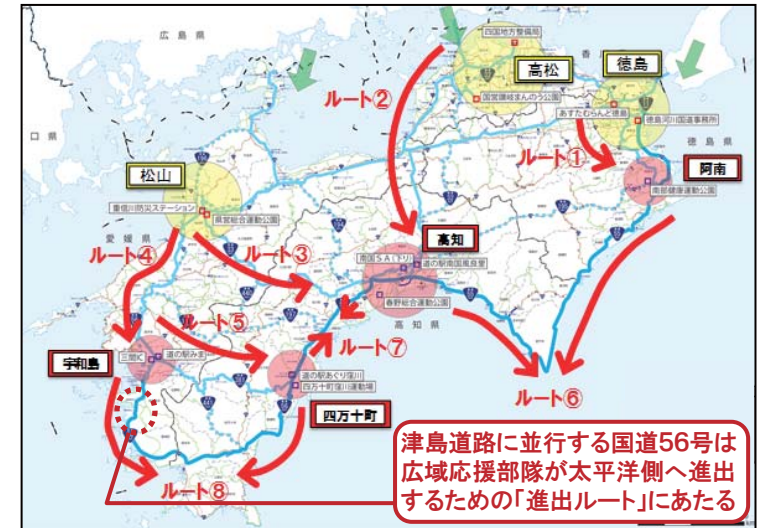 広島県
四国地方整備局
香川
高松
徳島
ルート②
国営讃岐まんのう公園
あすたむらんど徳島
徳島河川国道事務所
口県
徳島県
ルート①
阿南
松山
南部健康運動公園
重信川防災ステーション
県営総合運動公園
高知
愛媛県
ルート④
ルート③
南国SA(下り)
道の駅南国風良里
春野総合運動公園
ルート⑤
高知県
ルート⑦
宇和島
三間IC
道の駅みま
道の駅あぐり窪川
四万十町窪川運動場
ルート⑥
四万十町
津島道路に並行する国道56号は
広域応援部隊が太平洋側へ進出
するための「進出ルート」にあたる
ルート⑧